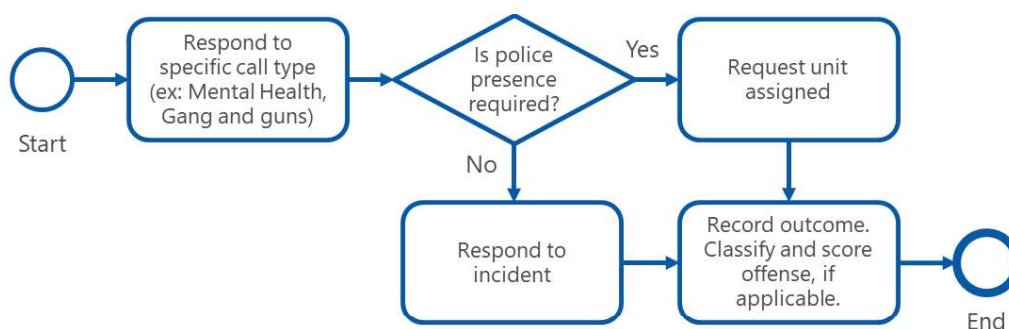 Start
Respond to
specific call type
(ex: Mental Health,
Gang and guns)
Is police
presence
required?
Yes
Request unit
assigned
No
Respond to
incident
Record outcome.
Classify and score
offense, if
applicable.
End